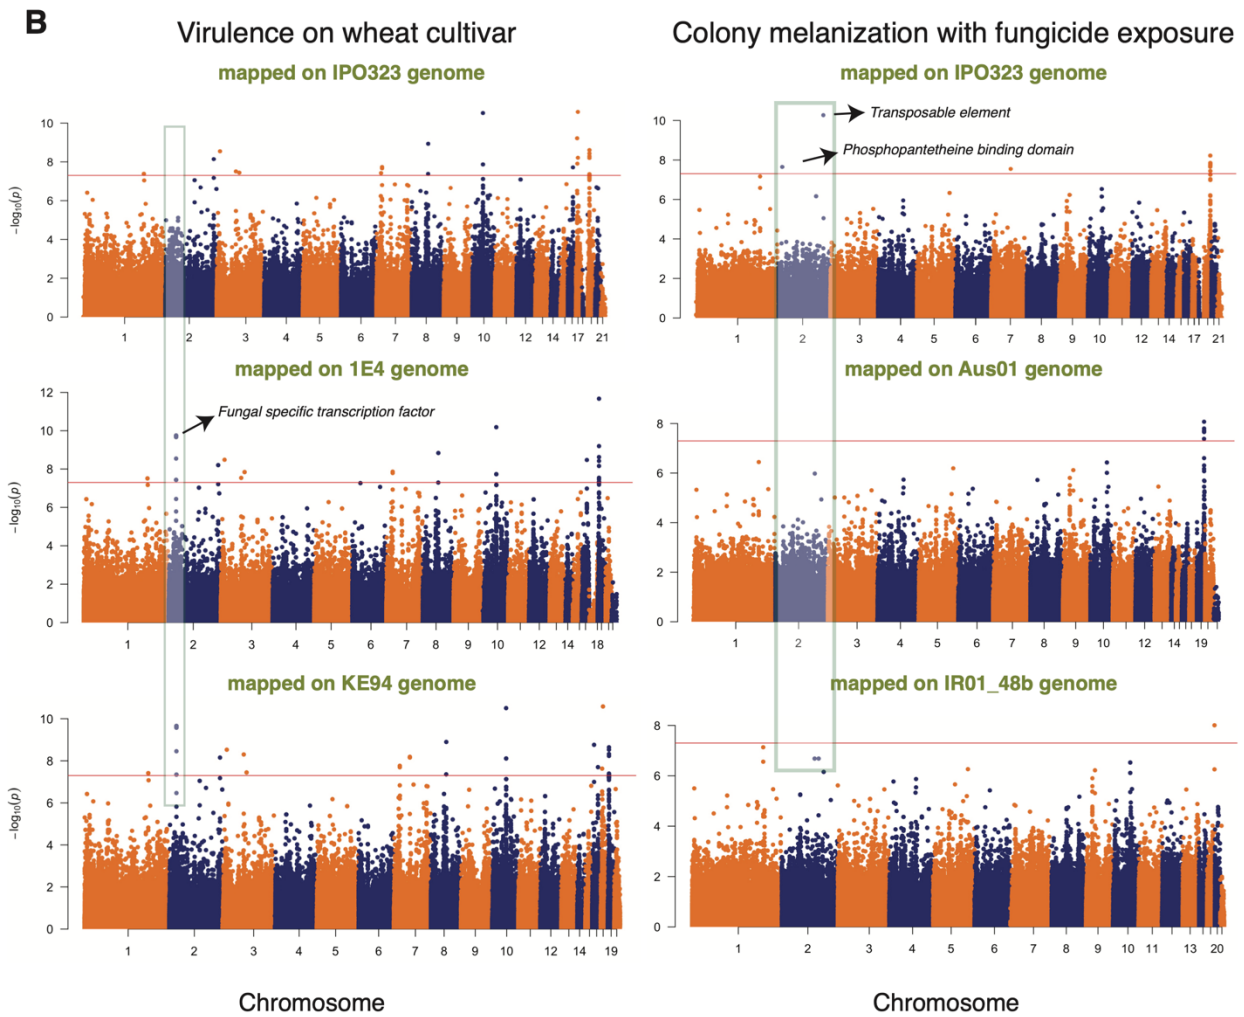 B
Virulence on wheat cultivar
Colony melanization with fungicide exposure
mapped on IPO323 genome
−log10(p)
0 2 4 6 8 10
1 2 3 4 5 6 7 8 9 10 12 14 17 21
mapped on IPO323 genome
Transposable element
Phosphopantetheine binding domain
0 2 4 6 8 10
1 2 3 4 5 6 7 8 9 10 12 14 17 21
mapped on 1E4 genome
Fungal specific transcription factor
−log10(p)
0 2 4 6 8 10 12
1 2 3 4 5 6 7 8 9 10 12 14 18
mapped on Aus01 genome
0 2 4 6 8
1 2 3 4 5 6 7 8 9 10 12 14 19
mapped on KE94 genome
−log10(p)
0 2 4 6 8 10
1 2 3 4 5 6 7 8 9 10 12 14 19
mapped on IR01_48b genome
0 2 4 6 8
1 2 3 4 5 6 7 8 9 10 11 13 20
Chromosome
Chromosome